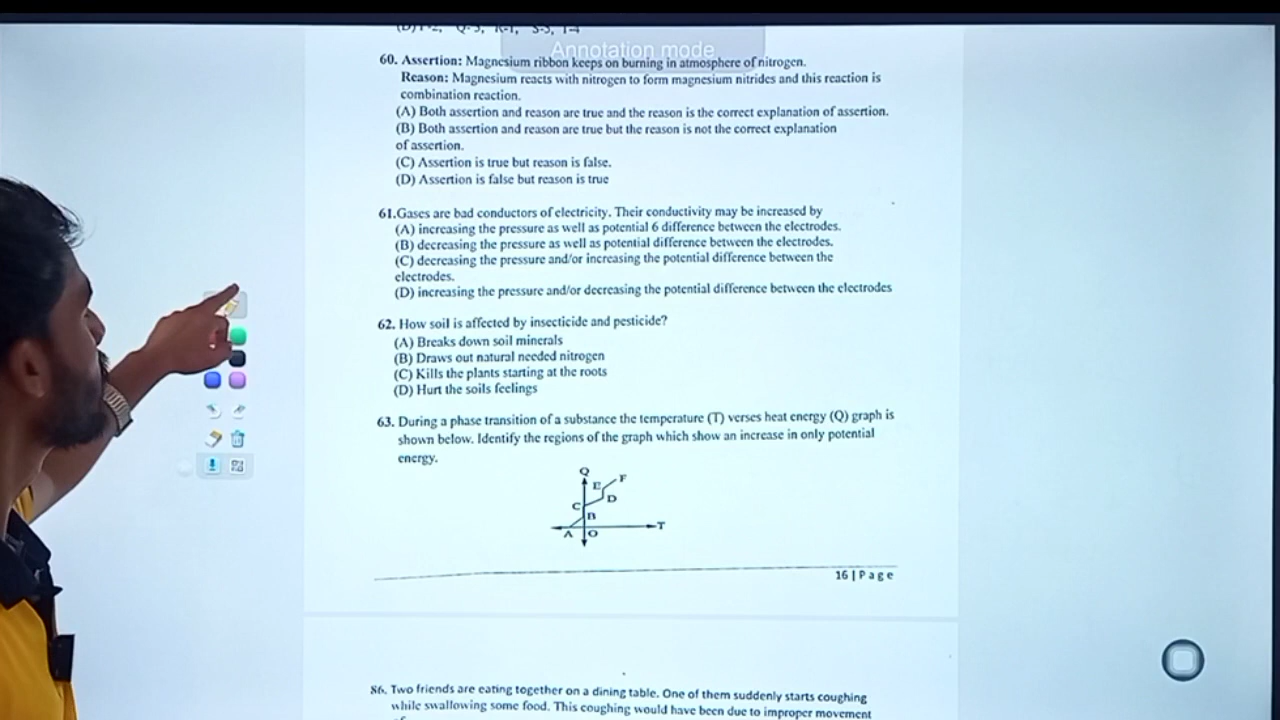 (D) P-2, Q-5, R-1, S-3, T-4
Annotation mode
60. Assertion: Magnesium ribbon keeps on burning in atmosphere of nitrogen.
Reason: Magnesium reacts with nitrogen to form magnesium nitrides and this reaction is
combination reaction.
(A) Both assertion and reason are true and the reason is the correct explanation of assertion.
(B) Both assertion and reason are true but the reason is not the correct explanation
of assertion.
(C) Assertion is true but reason is false.
(D) Assertion is false but reason is true
61.Gases are bad conductors of electricity. Their conductivity may be increased by
(A) increasing the pressure as well as potential 6 difference between the electrodes.
(B) decreasing the pressure as well as potential difference between the electrodes.
(C) decreasing the pressure and/or increasing the potential difference between the
electrodes.
(D) increasing the pressure and/or decreasing the potential difference between the electrodes
62. How soil is affected by insecticide and pesticide?
(A) Breaks down soil minerals
(B) Draws out natural needed nitrogen
(C) Kills the plants starting at the roots
(D) Hurt the soils feelings
63. During a phase transition of a substance the temperature (T) verses heat energy (Q) graph is
shown below. Identify the regions of the graph which show an increase in only potential
energy.
Q
E F
C D
B
A O T
16 | P a g e
86. Two friends are eating together on a dining table. One of them suddenly starts coughing
while swallowing some food. This coughing would have been due to improper movement